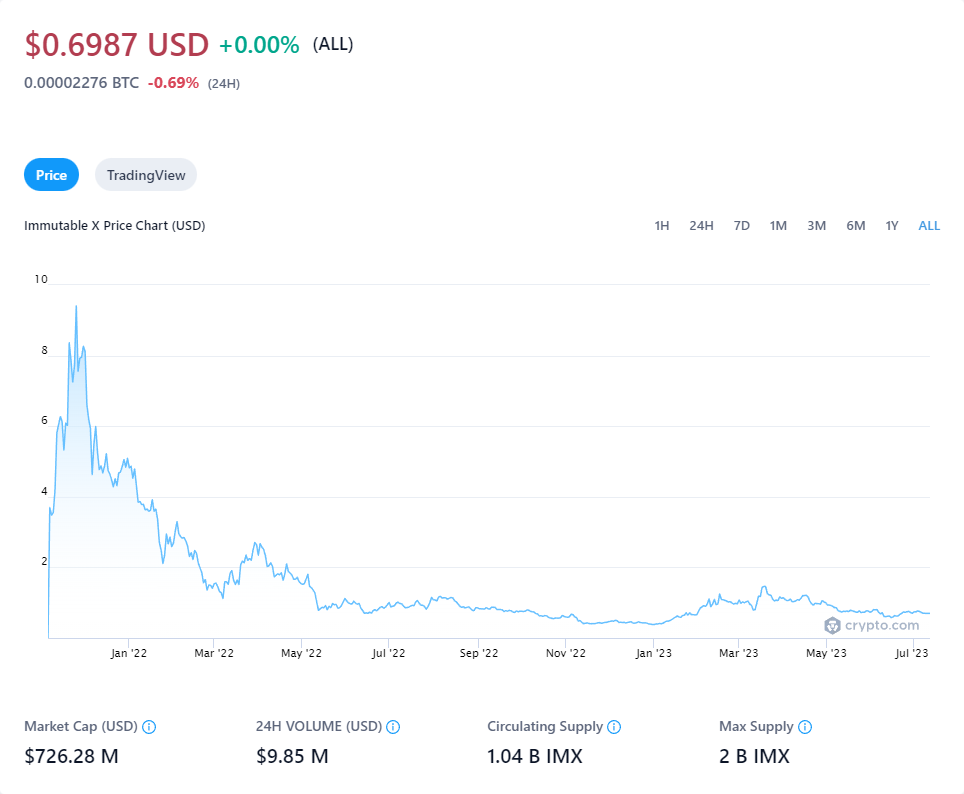 $0.6987 USD +0.00% (ALL)
0.00002276 BTC -0.69% (24H)
Price TradingView
Immutable X Price Chart (USD) 1H 24H 7D 1M 3M 6M 1Y ALL
10
8
6
4
2
crypto.com
Jan '22 Mar '22 May '22 Jul '22 Sep '22 Nov '22 Jan '23 Mar '23 May '23 Jul '23
Market Cap (USD) 24H VOLUME (USD) Circulating Supply Max Supply
$726.28 M $9.85 M 1.04 B IMX 2 B IMX